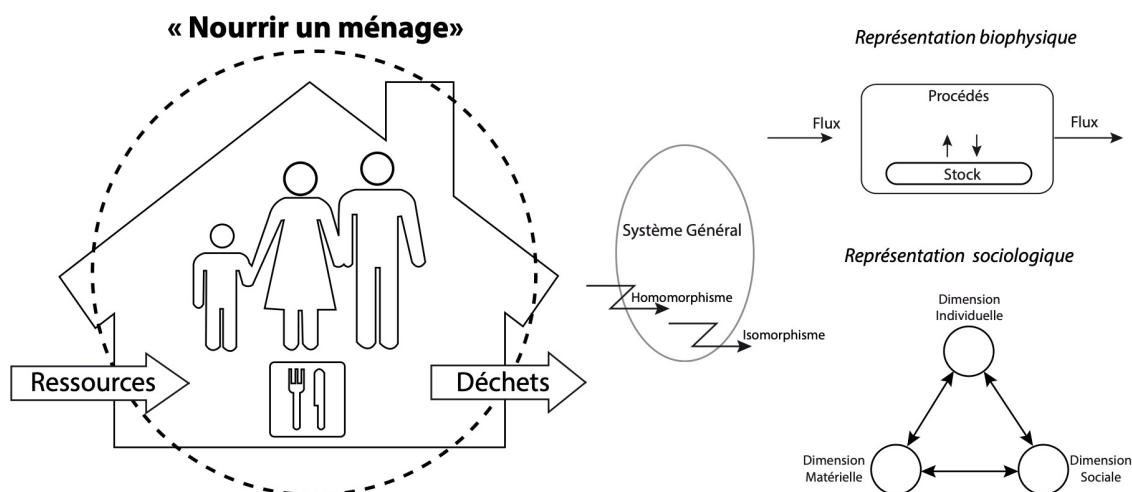 « Nourrir un ménage»
Ressources
Déchets
Système Général
Homomorphisme
Isomorphisme
Représentation biophysique
Procédés
Flux
Flux
Stock
Représentation sociologique
Dimension
Individuelle
Dimension
Matérielle
Dimension
Sociale